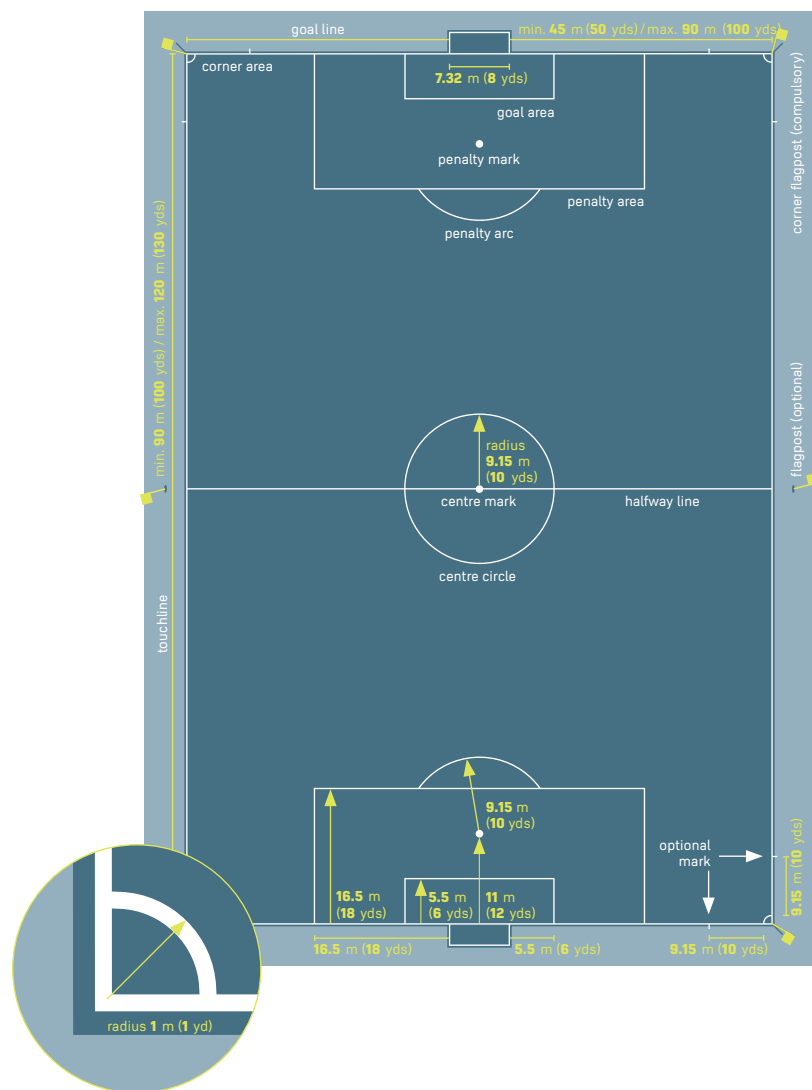 goal line
min. 45 m (50 yds) / max. 90 m (100 yds)
corner area
7.32 m (8 yds)
goal area
penalty mark
penalty area
penalty arc
corner flagpost (compulsory)
min. 90 m (100 yds) / max. 120 m (130 yds)
flagpost (optional)
radius
9.15 m
(10 yds)
centre mark
halfway line
centre circle
touchline
9.15 m
(10 yds)
optional
mark
9.15 m (10 yds)
16.5 m
(18 yds)
5.5 m
(6 yds)
11 m
(12 yds)
16.5 m (18 yds)
5.5 m (6 yds)
9.15 m (10 yds)
radius 1 m (1 yd)